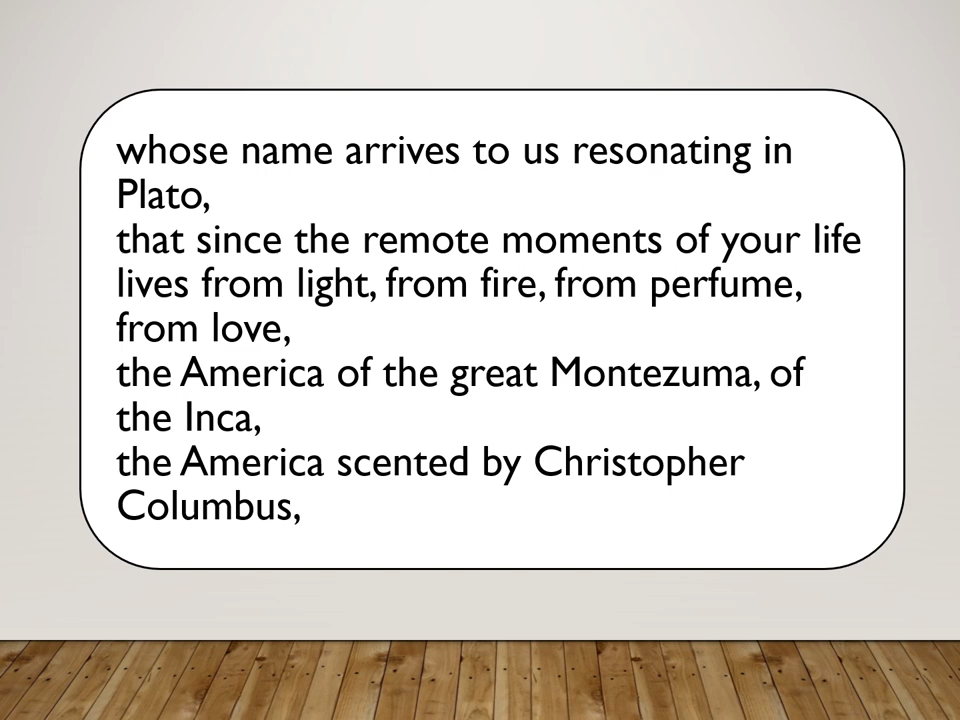 whose name arrives to us resonating in
Plato,
that since the remote moments of your life
lives from light, from fire, from perfume,
from love,
the America of the great Montezuma, of
the Inca,
the America scented by Christopher
Columbus,